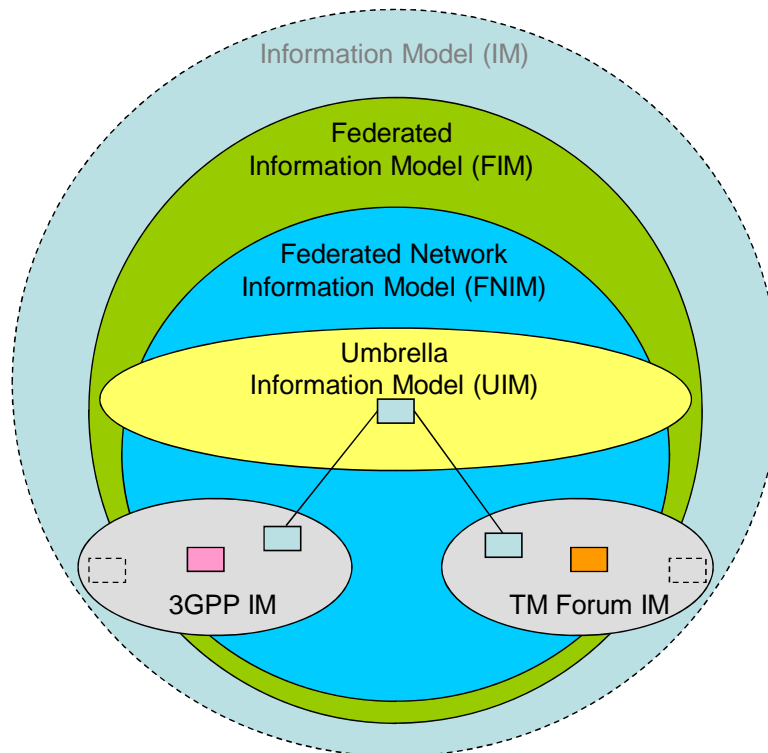 Information Model (IM)
Federated
Information Model (FIM)
Federated Network
Information Model (FNIM)
Umbrella
Information Model (UIM)
3GPP IM
TM Forum IM